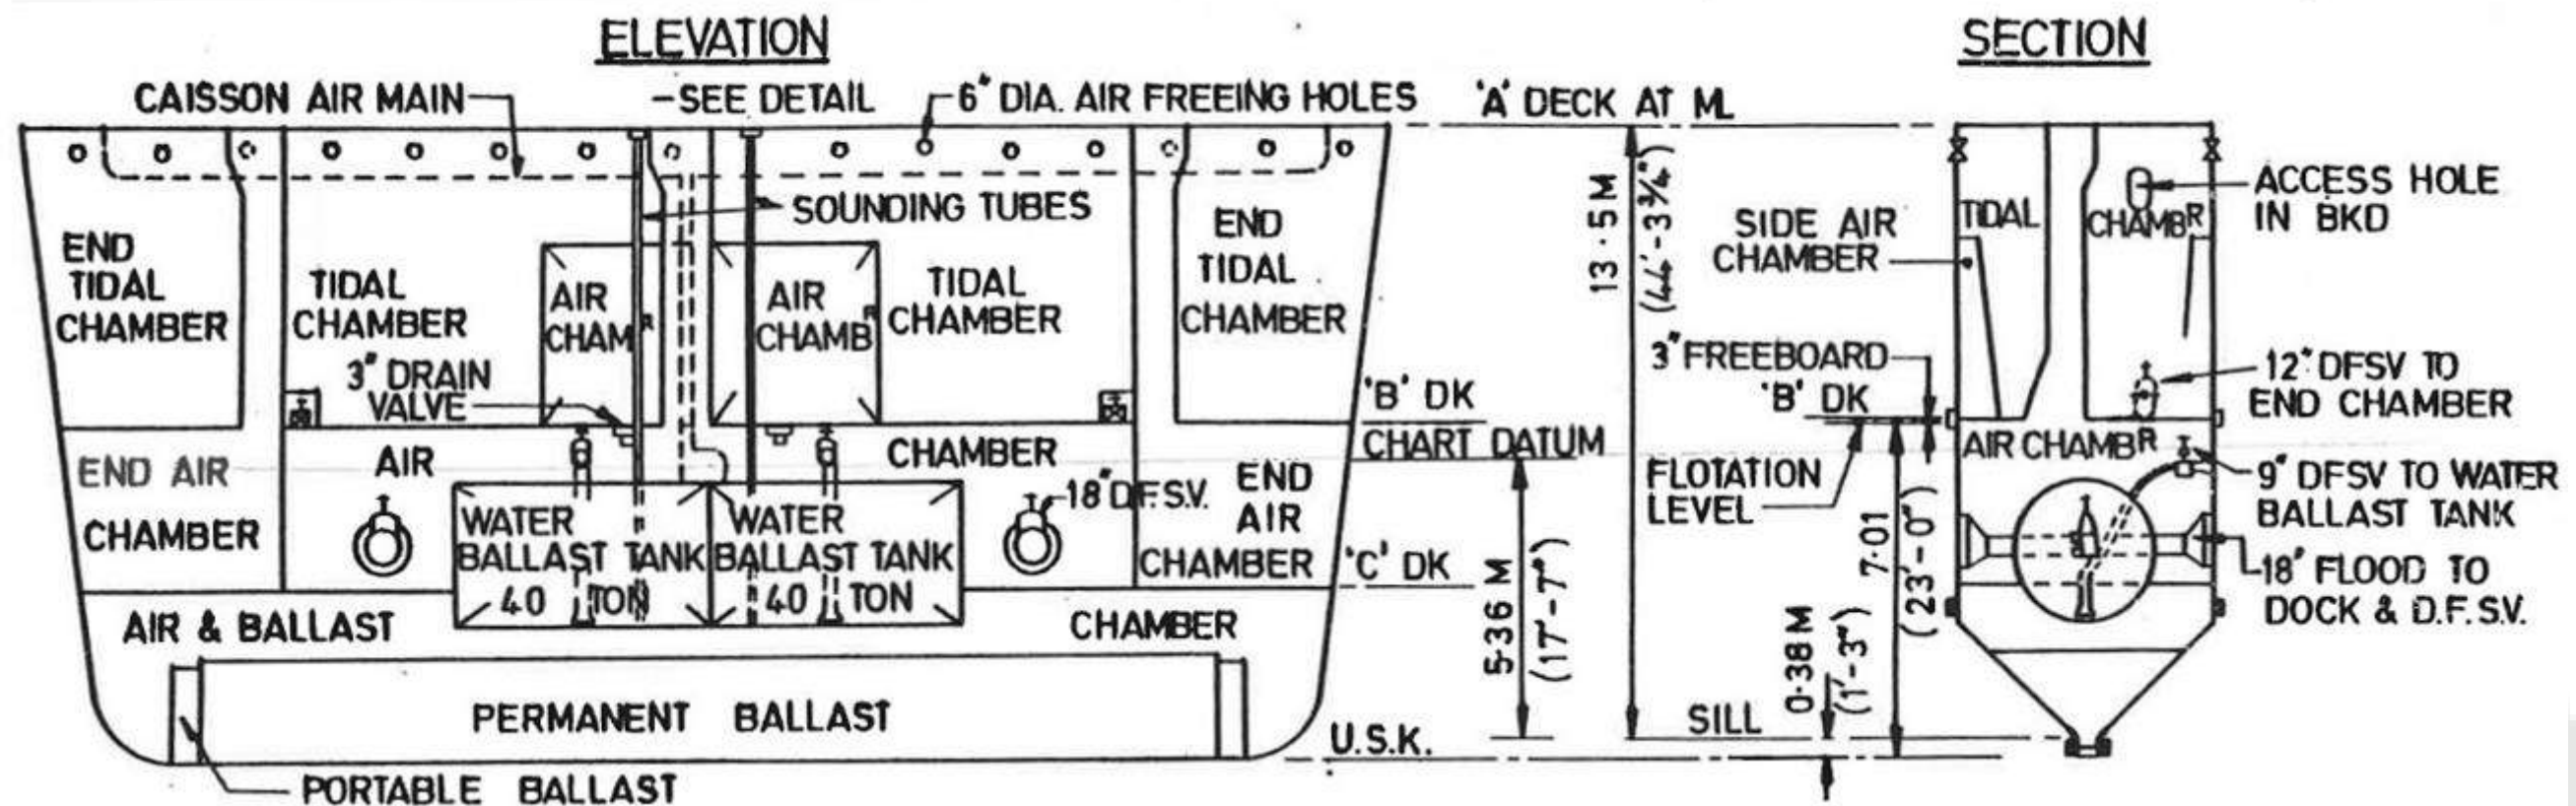 ELEVATION
SECTION
CAISSON AIR MAIN
-SEE DETAIL
6" DIA. AIR FREEING HOLES
'A' DECK AT ML
SOUNDING TUBES
END
TIDAL
CHAMBER
TIDAL
CHAMBER
AIR
CHAM R
AIR
CHAMBR
TIDAL
CHAMBER
END
TIDAL
CHAMBER
3" DRAIN
VALVE
'B' DK
CHART DATUM
END AIR
CHAMBER
AIR
CHAMBER
18" D.F.S.V.
END
AIR
CHAMBER
'C' DK
WATER
BALLAST TANK
40 TON
WATER
BALLAST TANK
40 TON
AIR & BALLAST
CHAMBER
PERMANENT BALLAST
PORTABLE BALLAST
U.S.K.
SILL
5·36 M
(17'-7")
13·5 M
(44'-3¾")
0·38 M
(1'-3")
7·01
(23'-0")
SIDE AIR
CHAMBER
TIDAL
CHAMBR
ACCESS HOLE
IN BKD
3" FREEBOARD
'B' DK
FLOTATION
LEVEL
AIR CHAMBR
12" DFSV TO
END CHAMBER
9" DFSV TO WATER
BALLAST TANK
18" FLOOD TO
DOCK & D.F.S.V.